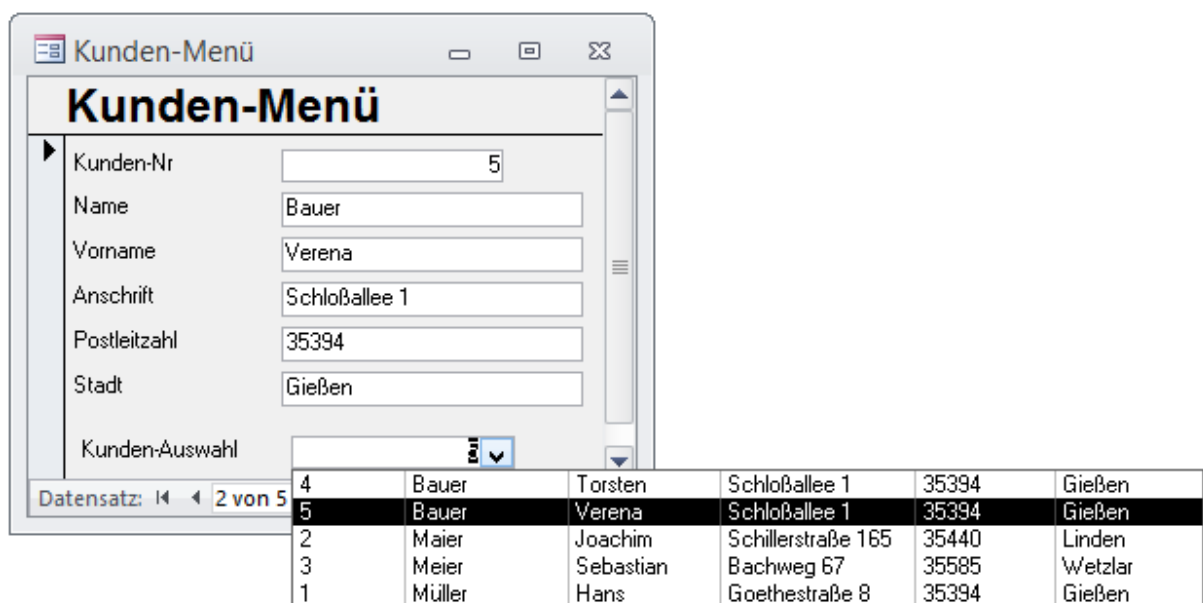 Kunden-Menü
Kunden-Menü
Kunden-Nr 5
Name Bauer
Vorname Verena
Anschrift Schloßallee 1
Postleitzahl 35394
Stadt Gießen
Kunden-Auswahl
Datensatz: 2 von 5
4 Bauer Torsten Schloßallee 1 35394 Gießen
5 Bauer Verena Schloßallee 1 35394 Gießen
2 Maier Joachim Schillerstraße 165 35440 Linden
3 Meier Sebastian Bachweg 67 35585 Wetzlar
1 Müller Hans Goethestraße 8 35394 Gießen